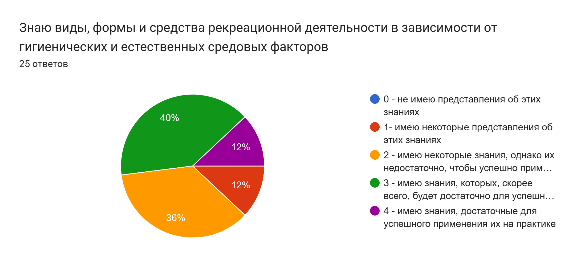 Знаю виды, формы и средства рекреационной деятельности в зависимости от
гигиенических и естественных средовых факторов
25 ответов
40%
12%
12%
36%
0 - не имею представления об этих
знаниях
1- имею некоторые представления об
этих знаниях
2 - имею некоторые знания, однако их
недостаточно, чтобы успешно прим…
3 - имею знания, которых, скорее
всего, будет достаточно для успешн…
4 - имею знания, достаточные для
успешного применения их на практике